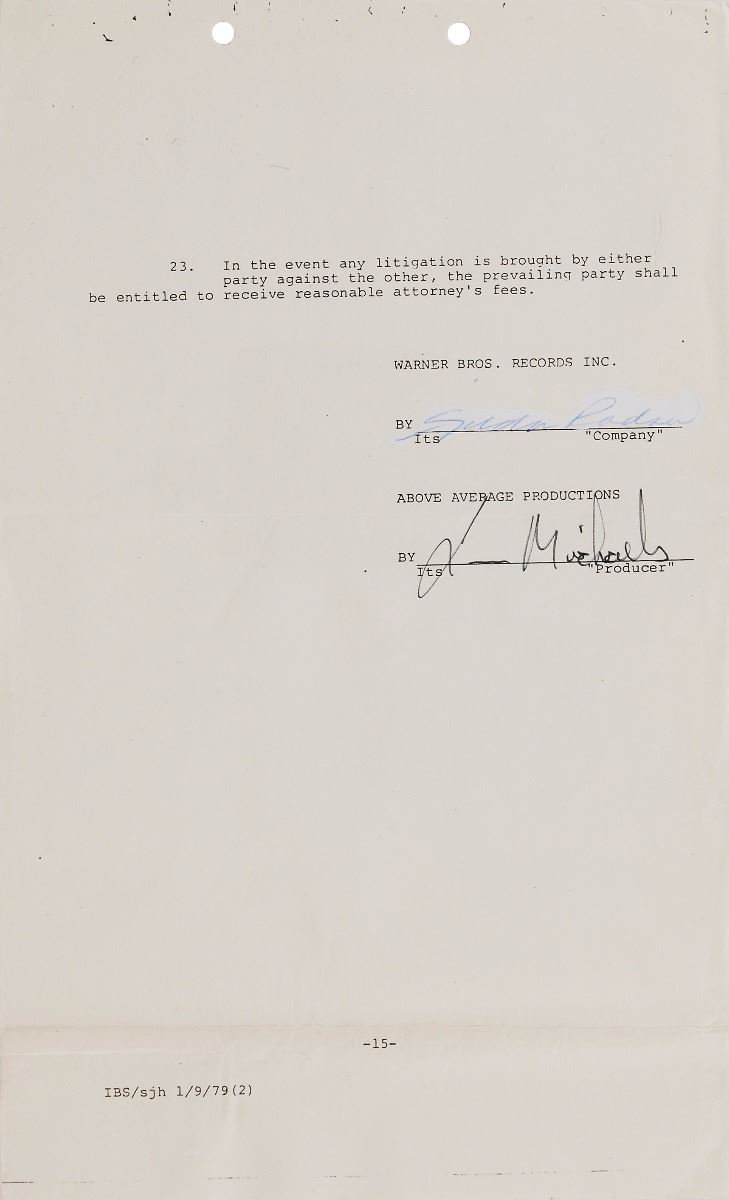 23. In the event any litigation is brought by either
party against the other, the prevailing party shall
be entitled to receive reasonable attorney's fees.
WARNER BROS. RECORDS INC.
BY
Its "Company"
ABOVE AVERAGE PRODUCTIONS
BY L Michaels
Its "Producer"
-15-
IBS/sjh 1/9/79(2)